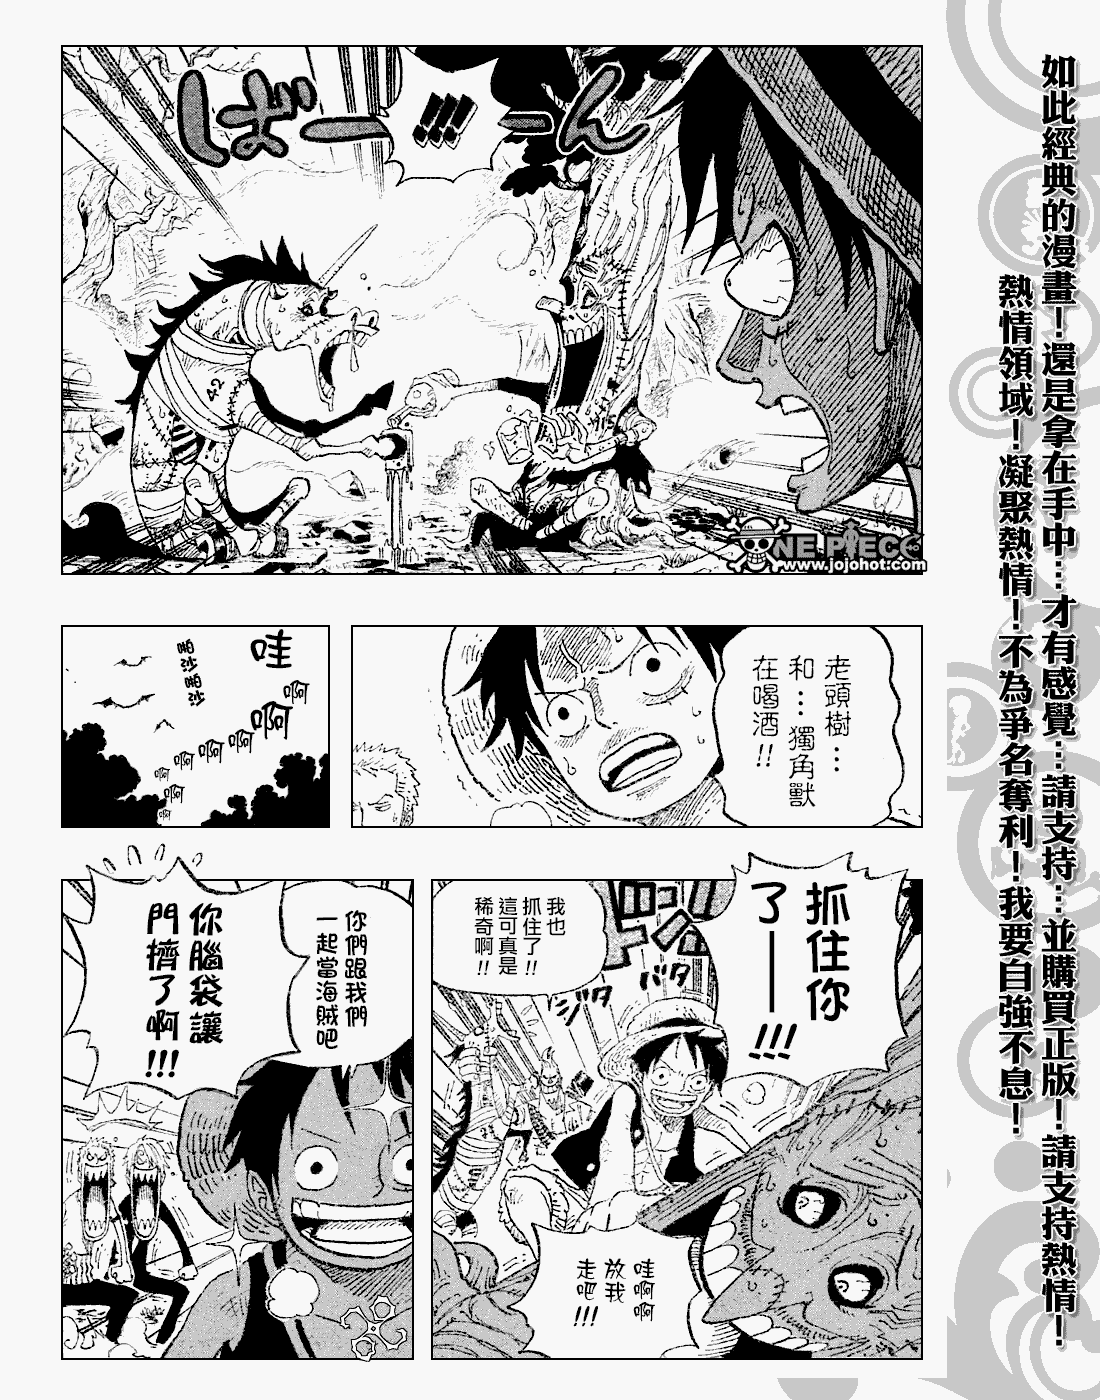 ばーーん
!!!
ONE PIECE
www.jojohot.com
42
老頭樹…
和…獨角獸
在喝酒!!
哇
啊
啊
啊
啊
啊
啊
啊
啊
啪沙啪沙
抓住你
了——!!!
我也
抓住了!!
這可真是
稀奇啊!!
バタ
ジタ
哇啊啊
放我
走吧!!!
你們跟我們
一起當海賊吧
你腦袋讓
門擠了啊!!!
如此經典的漫畫！還是拿在手中…才有感覺…請支持…並購買正版！請支持熱情！
熱情領域！凝聚熱情！不為爭名奪利！我要自強不息！